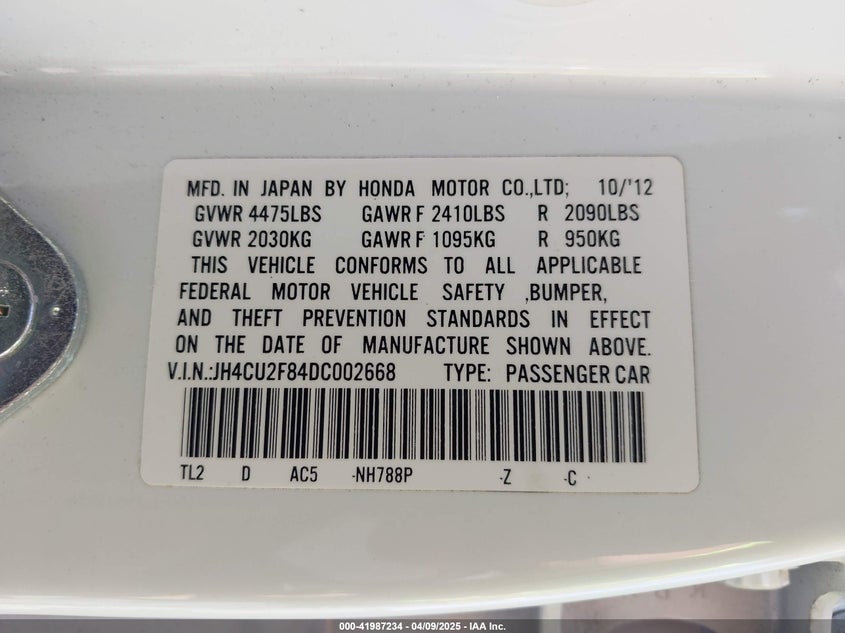 MFD. IN JAPAN BY HONDA MOTOR CO.,LTD; 10/'12
GVWR 4475LBS GAWR F 2410LBS R 2090LBS
GVWR 2030KG GAWR F 1095KG R 950KG
THIS VEHICLE CONFORMS TO ALL APPLICABLE
FEDERAL MOTOR VEHICLE SAFETY ,BUMPER,
AND THEFT PREVENTION STANDARDS IN EFFECT
ON THE DATE OF MANUFACTURE SHOWN ABOVE.
V.I.N.:JH4CU2F84DC002668 TYPE: PASSENGER CAR
TL2 D AC5 -NH788P -Z -C
000-41987234 | 04/09/2025 - IAA Inc.